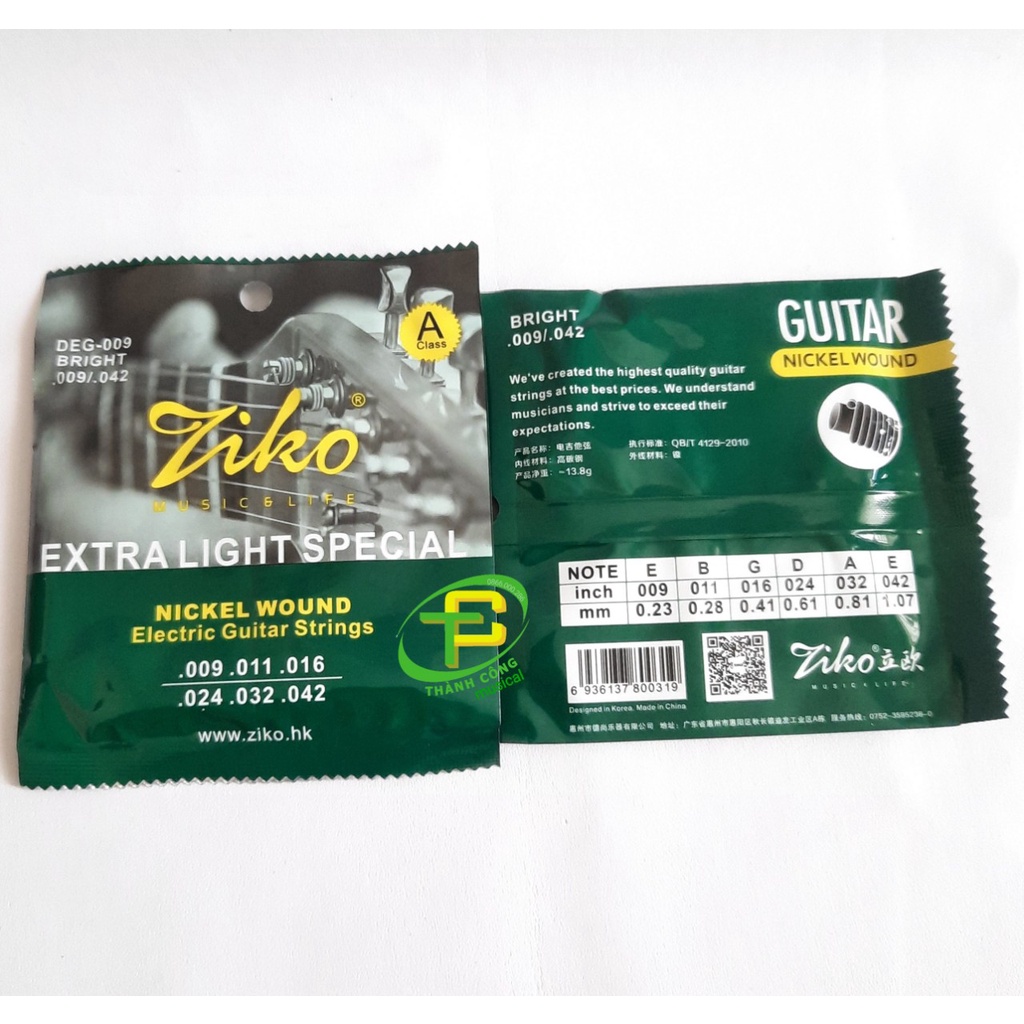 DEG-009
BRIGHT
.009/.042
A
Class
Ziko®
MUSIC & LIFE
EXTRA LIGHT SPECIAL
NICKEL WOUND
Electric Guitar Strings
.009 .011 .016
.024 .032 .042
www.ziko.hk
THÀNH CÔNG
musical
BRIGHT
.009/.042
GUITAR
NICKEL WOUND
We've created the highest quality guitar
strings at the best prices. We understand
musicians and strive to exceed their
expectations.
产品名称: 电吉他弦 执行标准: QB/T 4129-2010
内线材料: 高碳钢 外线材料: 镍
产品净重: ~13.8g
NOTE E B G D A E
inch 009 011 016 024 032 042
mm 0.23 0.28 0.41 0.61 0.81 1.07
6 936137 800319
Ziko®立欧
MUSIC & LIFE
Designed in Korea, Made in China